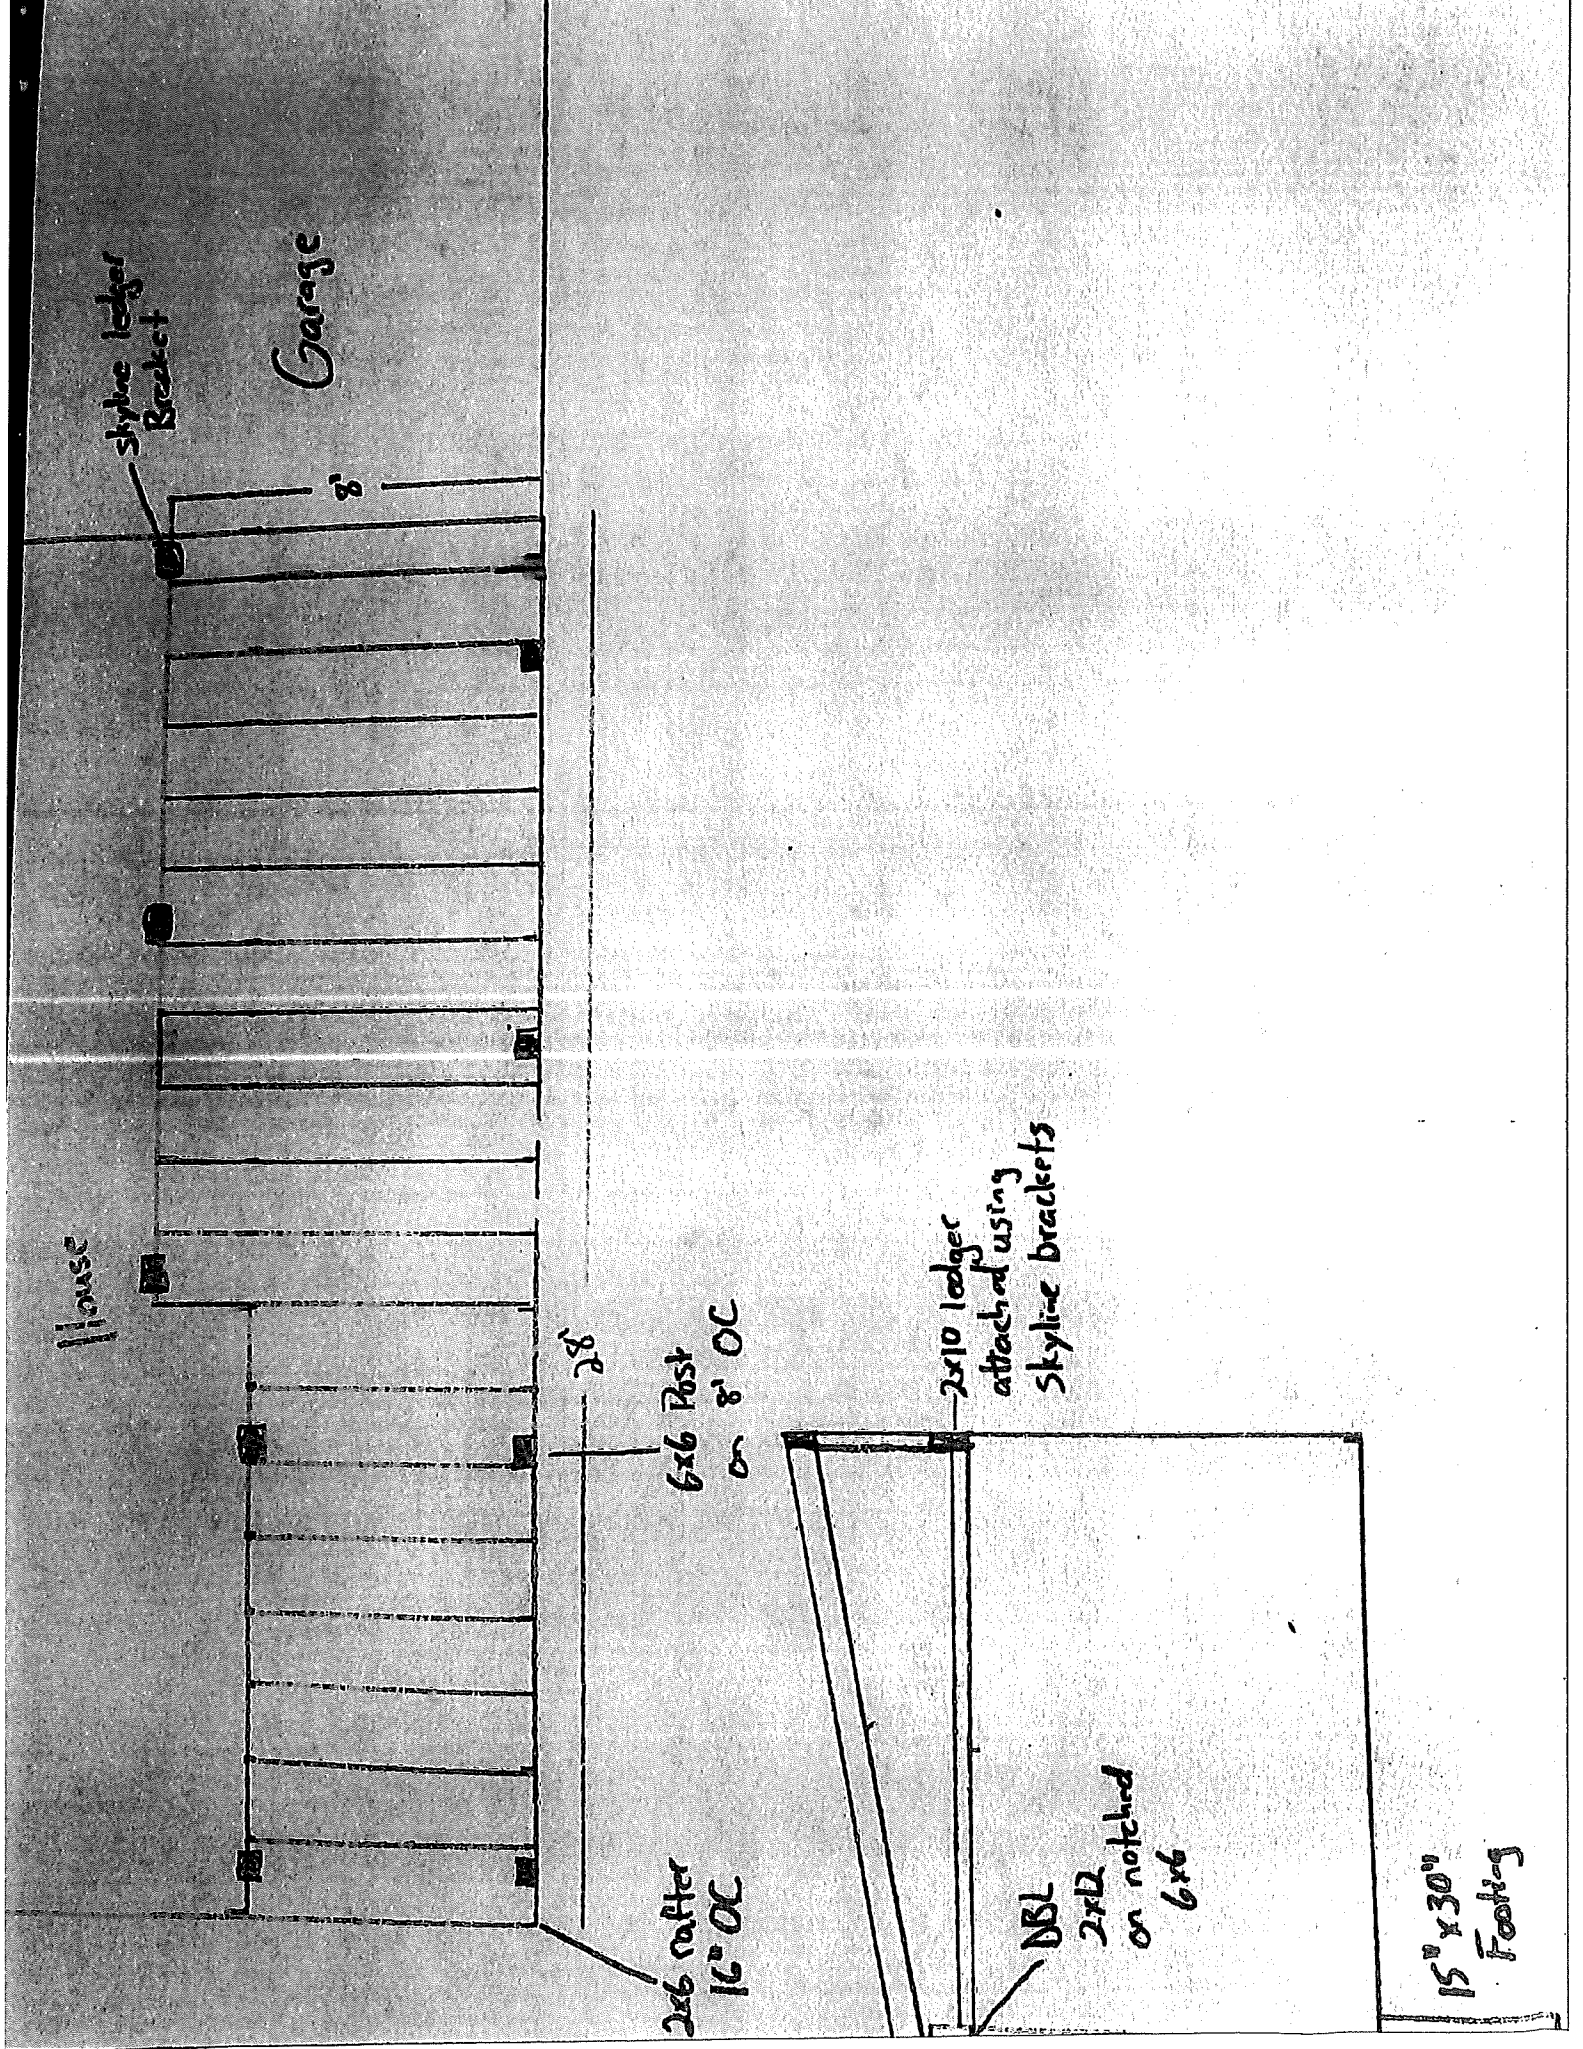 Skyline ledger
Bracket
Garage
8'
House
28'
6x6 Post
on 8' OC
2x6 rafter
16" OC
2x10 ledger
attached using
skyline brackets
DBL
2x12
on notched
6x6
15" x 30"
Footing